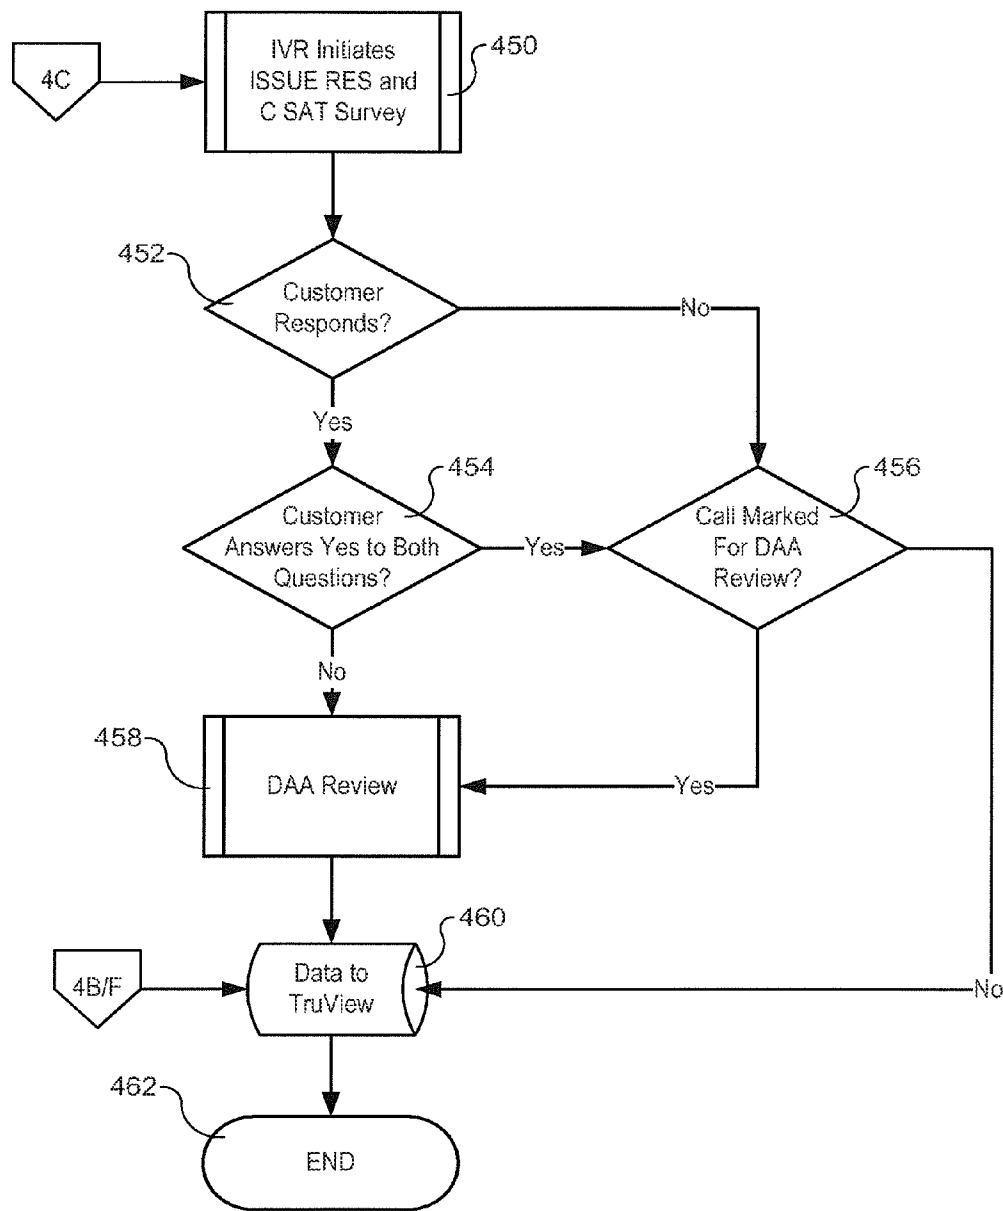 4C
IVR Initiates
ISSUE RES and
C SAT Survey
450
452
Customer
Responds?
No
Yes
454
Customer
Answers Yes to Both
Questions?
Yes
456
Call Marked
For DAA
Review?
No
458
DAA Review
Yes
460
4B/F
Data to
TruView
No
462
END